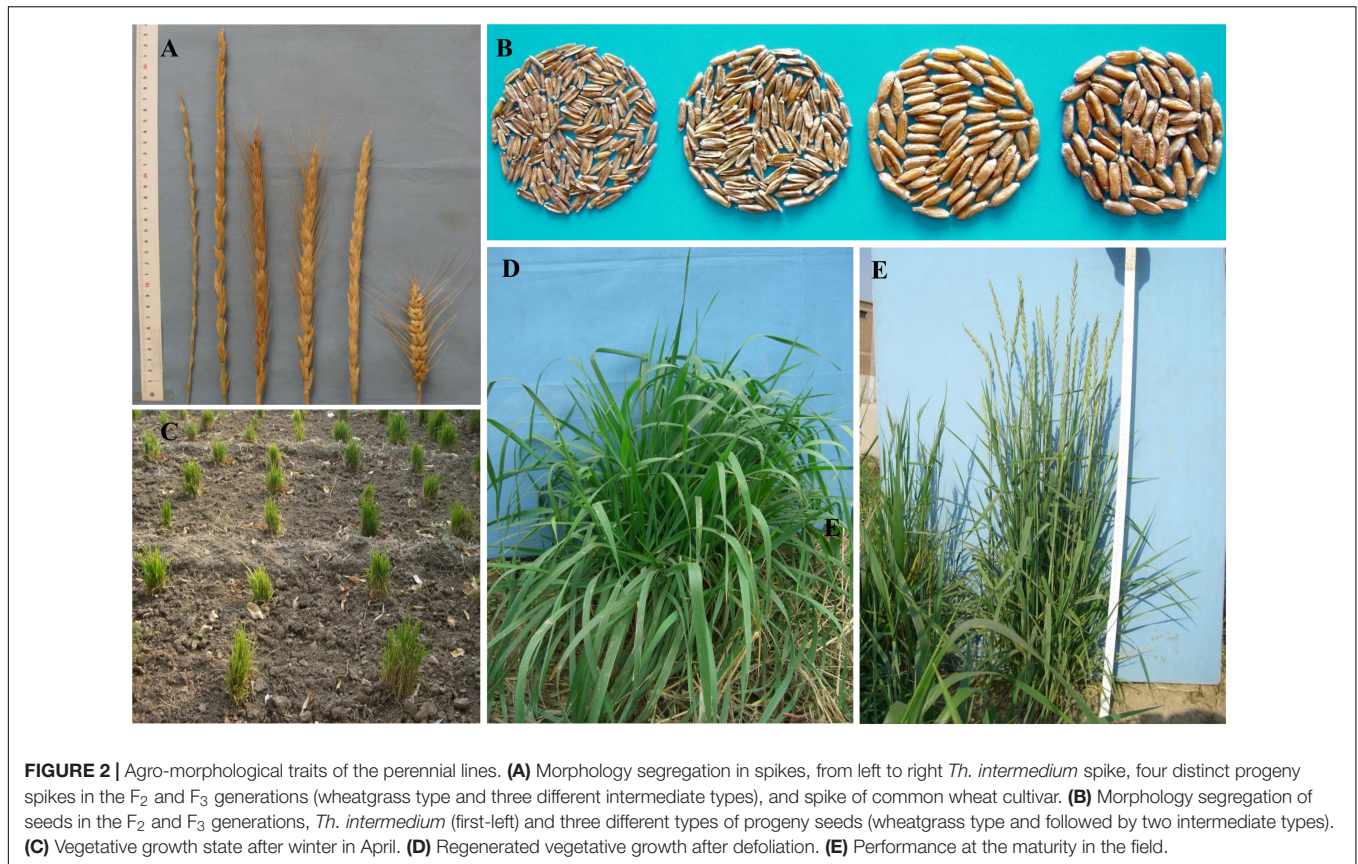 A
B
C
D
E
E
FIGURE 2 | Agro-morphological traits of the perennial lines. (A) Morphology segregation in spikes, from left to right Th. intermedium spike, four distinct progeny
spikes in the F2 and F3 generations (wheatgrass type and three different intermediate types), and spike of common wheat cultivar. (B) Morphology segregation of
seeds in the F2 and F3 generations, Th. intermedium (first-left) and three different types of progeny seeds (wheatgrass type and followed by two intermediate types).
(C) Vegetative growth state after winter in April. (D) Regenerated vegetative growth after defoliation. (E) Performance at the maturity in the field.